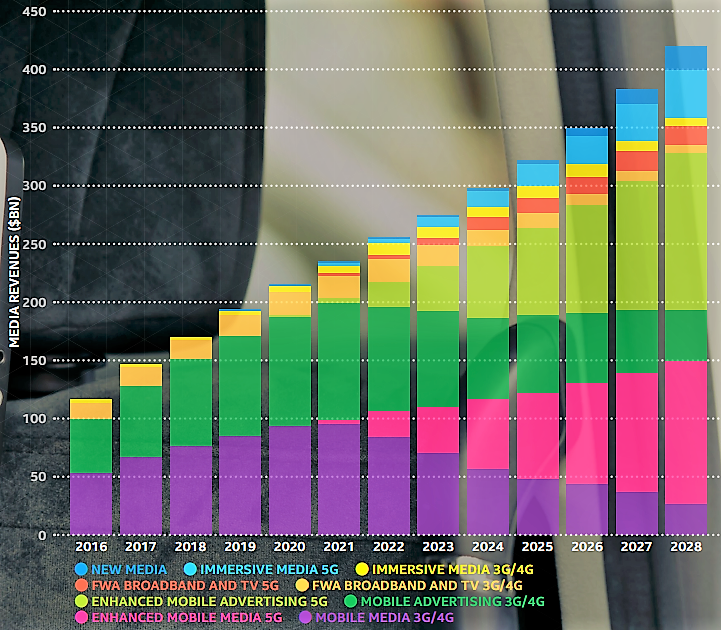 MEDIA REVENUES ($BN)
450
400
350
300
250
200
150
100
50
0
2016 2017 2018 2019 2020 2021 2022 2023 2024 2025 2026 2027 2028
NEW MEDIA IMMERSIVE MEDIA 5G IMMERSIVE MEDIA 3G/4G
FWA BROADBAND AND TV 5G FWA BROADBAND AND TV 3G/4G
ENHANCED MOBILE ADVERTISING 5G MOBILE ADVERTISING 3G/4G
ENHANCED MOBILE MEDIA 5G MOBILE MEDIA 3G/4G